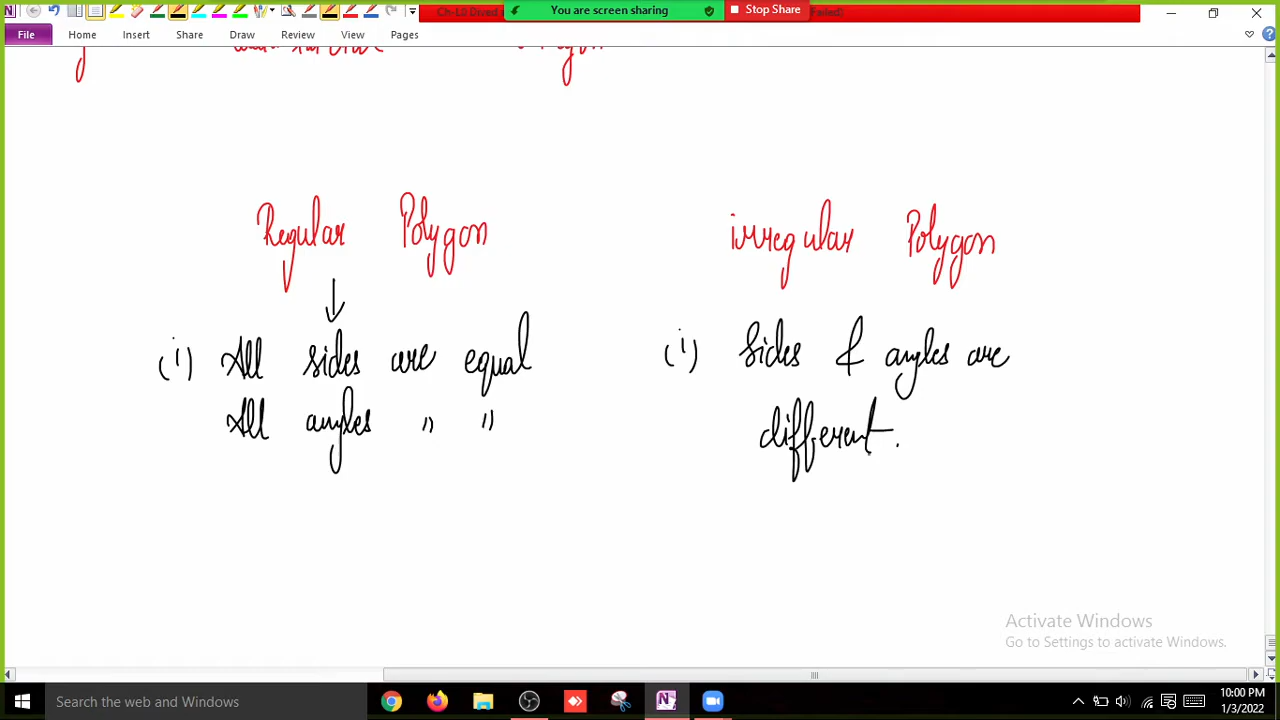 You are screen sharing
Stop Share
File
Home
Insert
Share
Draw
Review
View
Pages
Regular Polygon
irregular Polygon
(i) All sides are equal
All angles " "
(i) Sides & angles are
different.
Activate Windows
Go to Settings to activate Windows.
Search the web and Windows
10:00 PM
1/3/2022